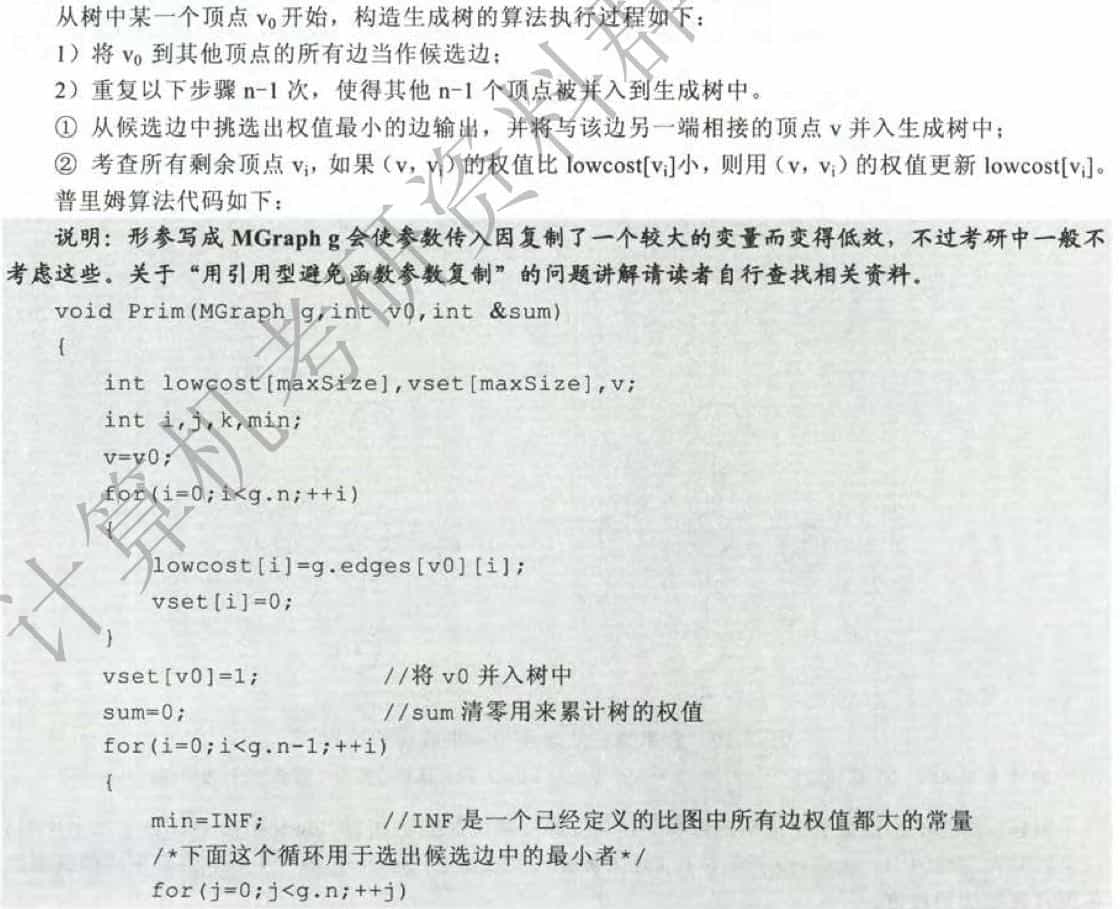 从树中某一个顶点 v₀开始，构造生成树的算法执行过程如下：
1）将 v₀ 到其他顶点的所有边当作候选边；
2）重复以下步骤 n-1 次，使得其他 n-1 个顶点被并入到生成树中。
① 从候选边中挑选出权值最小的边输出，并将与该边另一端相接的顶点 v 并入生成树中；
② 考查所有剩余顶点 vᵢ，如果（v，vᵢ）的权值比 lowcost[vᵢ]小，则用（v，vᵢ）的权值更新 lowcost[vᵢ]。
普里姆算法代码如下：
说明：形参写成 MGraph g 会使参数传入因复制了一个较大的变量而变得低效，不过考研中一般不
考虑这些。关于“用引用型避免函数参数复制”的问题讲解请读者自行查找相关资料。
void Prim(MGraph g,int v0,int &sum)
{
int lowcost[maxSize],vset[maxSize],v;
int i,j,k,min;
v=v0;
for(i=0;i<g.n;++i)
{
lowcost[i]=g.edges[v0][i];
vset[i]=0;
}
vset[v0]=1; //将 v0 并入树中
sum=0; //sum 清零用来累计树的权值
for(i=0;i<g.n-1;++i)
{
min=INF; //INF 是一个已经定义的比图中所有边权值都大的常量
/*下面这个循环用于选出候选边中的最小者*/
for(j=0;j<g.n;++j)
计算机考研资料群